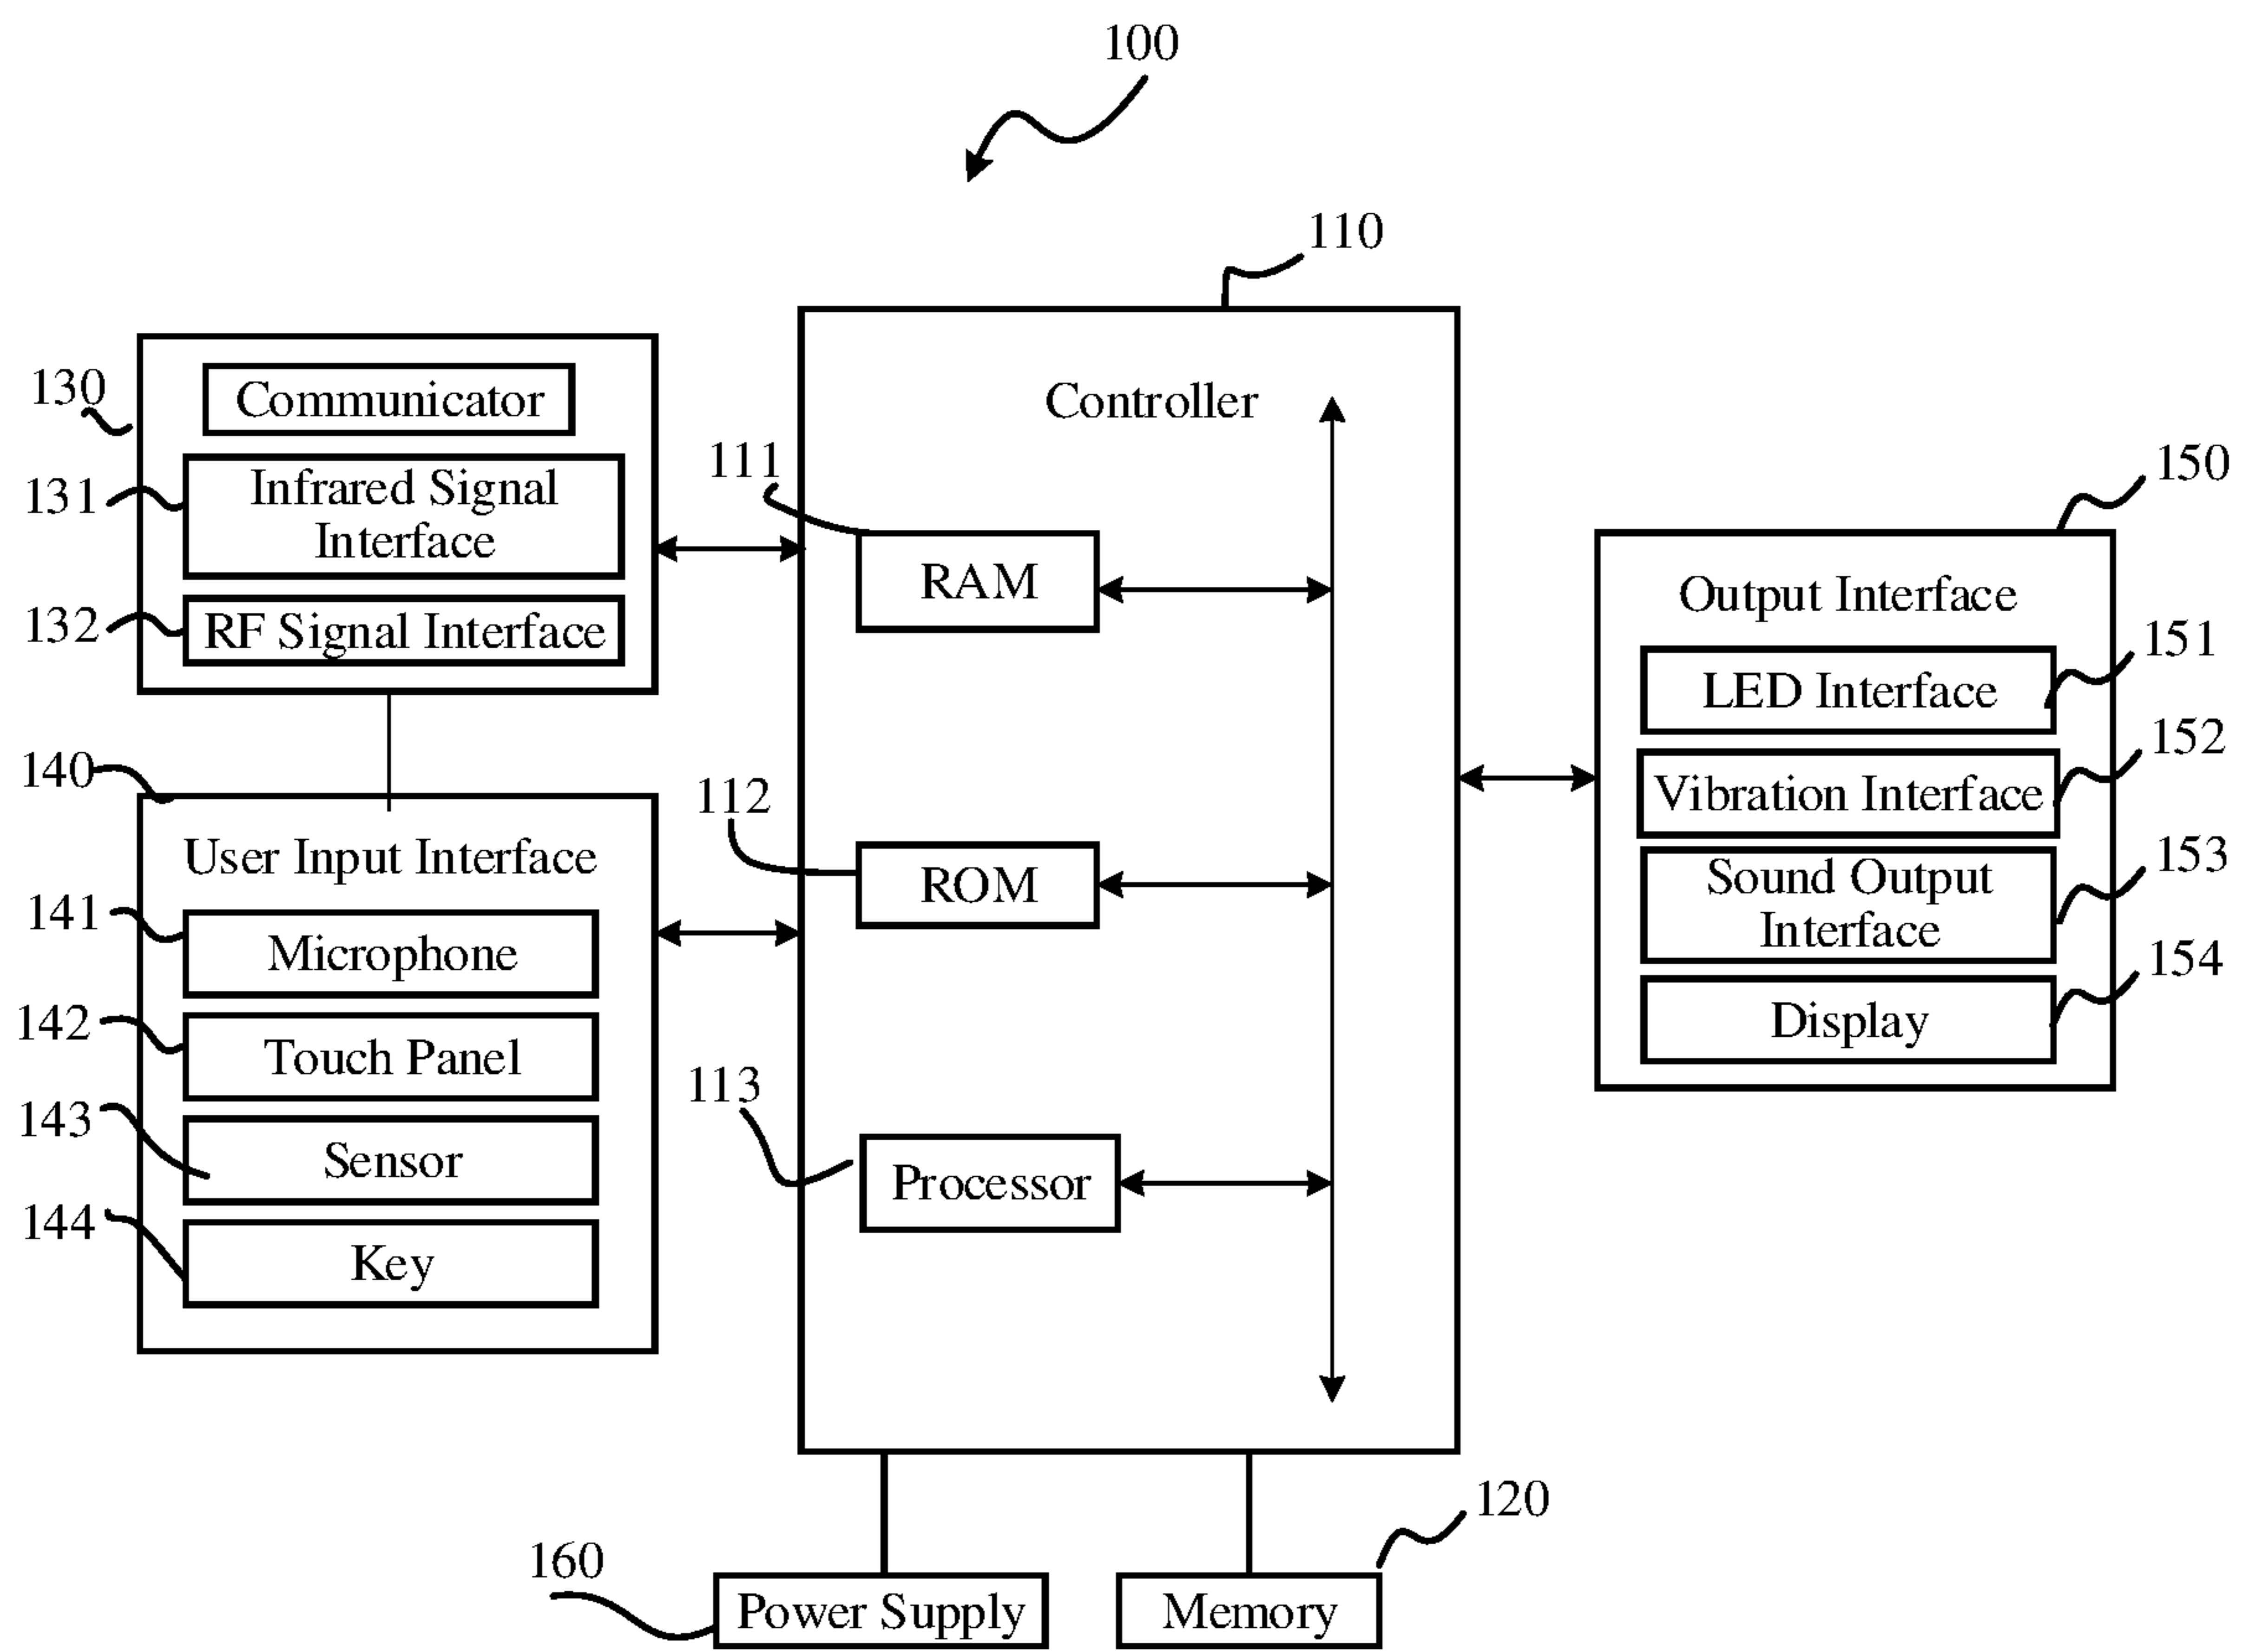 100
110
130
Communicator
131
Infrared Signal
Interface
132
RF Signal Interface
140
User Input Interface
141
Microphone
142
Touch Panel
143
Sensor
144
Key
Controller
111
RAM
112
ROM
113
Processor
150
Output Interface
151
LED Interface
152
Vibration Interface
153
Sound Output
Interface
154
Display
160
Power Supply
120
Memory